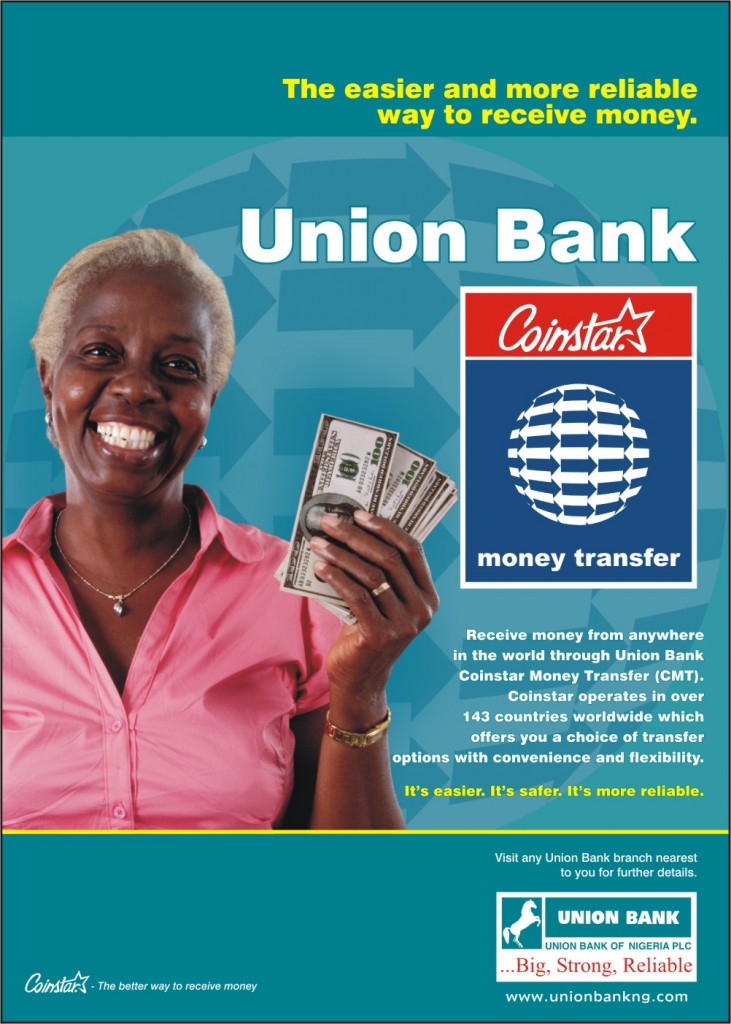 The easier and more reliable
way to receive money.
Union Bank
Coinstar
money transfer
100
100
Receive money from anywhere
in the world through Union Bank
Coinstar Money Transfer (CMT).
Coinstar operates in over
143 countries worldwide which
offers you a choice of transfer
options with convenience and flexibility.
It's easier. It's safer. It's more reliable.
Visit any Union Bank branch nearest
to you for further details.
UNION BANK
UNION BANK OF NIGERIA PLC
...Big, Strong, Reliable
www.unionbankng.com
Coinstar - The better way to receive money